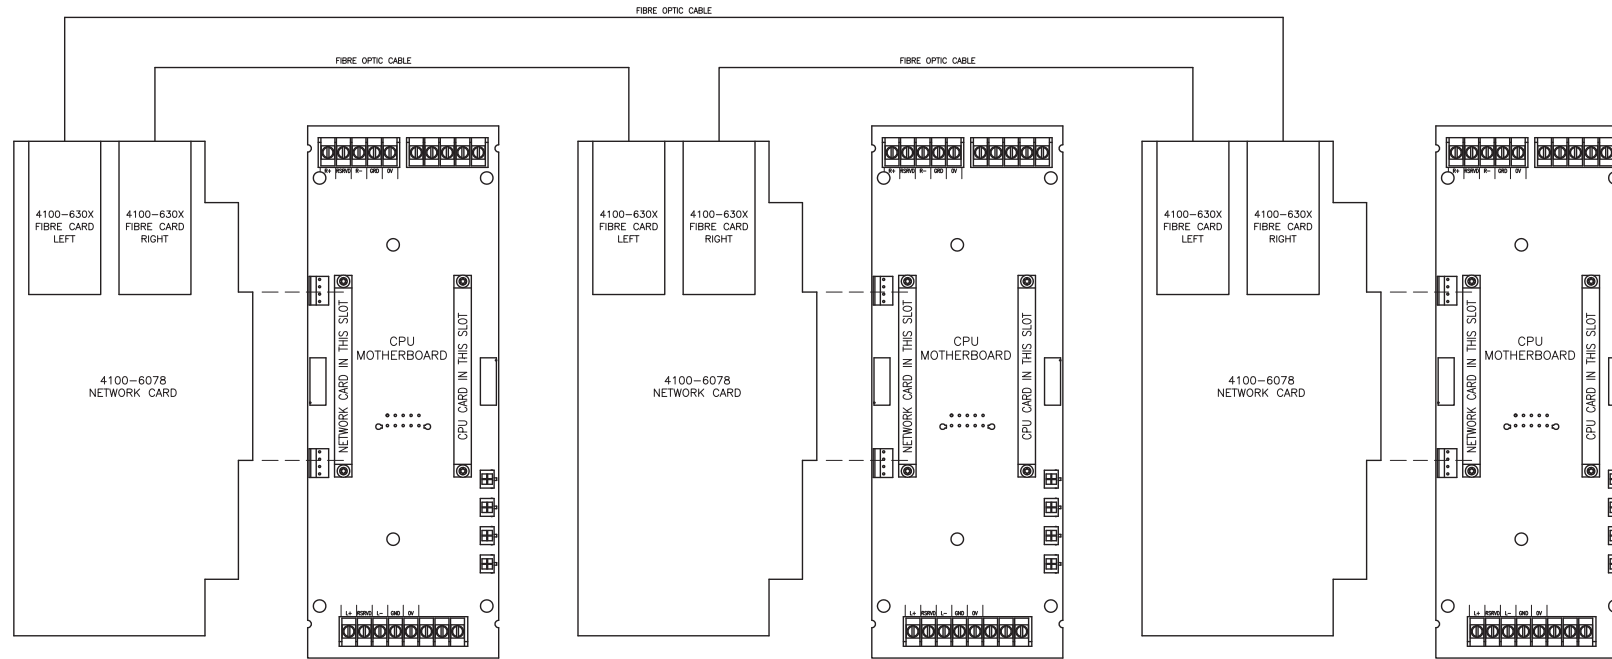 FIBRE OPTIC CABLE
FIBRE OPTIC CABLE
FIBRE OPTIC CABLE
4100-630X
FIBRE CARD
LEFT
4100-630X
FIBRE CARD
RIGHT
4100-6078
NETWORK CARD
R+ RSRVD R- GRD 0V
NETWORK CARD IN THIS SLOT
CPU
MOTHERBOARD
CPU CARD IN THIS SLOT
L+ RSRVD L- GND 0V
4100-630X
FIBRE CARD
LEFT
4100-630X
FIBRE CARD
RIGHT
4100-6078
NETWORK CARD
R+ RSRVD R- GRD 0V
NETWORK CARD IN THIS SLOT
CPU
MOTHERBOARD
CPU CARD IN THIS SLOT
L+ RSRVD L- GND 0V
4100-630X
FIBRE CARD
LEFT
4100-630X
FIBRE CARD
RIGHT
4100-6078
NETWORK CARD
R+ RSRVD R- GRD 0V
NETWORK CARD IN THIS SLOT
CPU
MOTHERBOARD
CPU CARD IN THIS SLOT
L+ RSRVD L- GND 0V